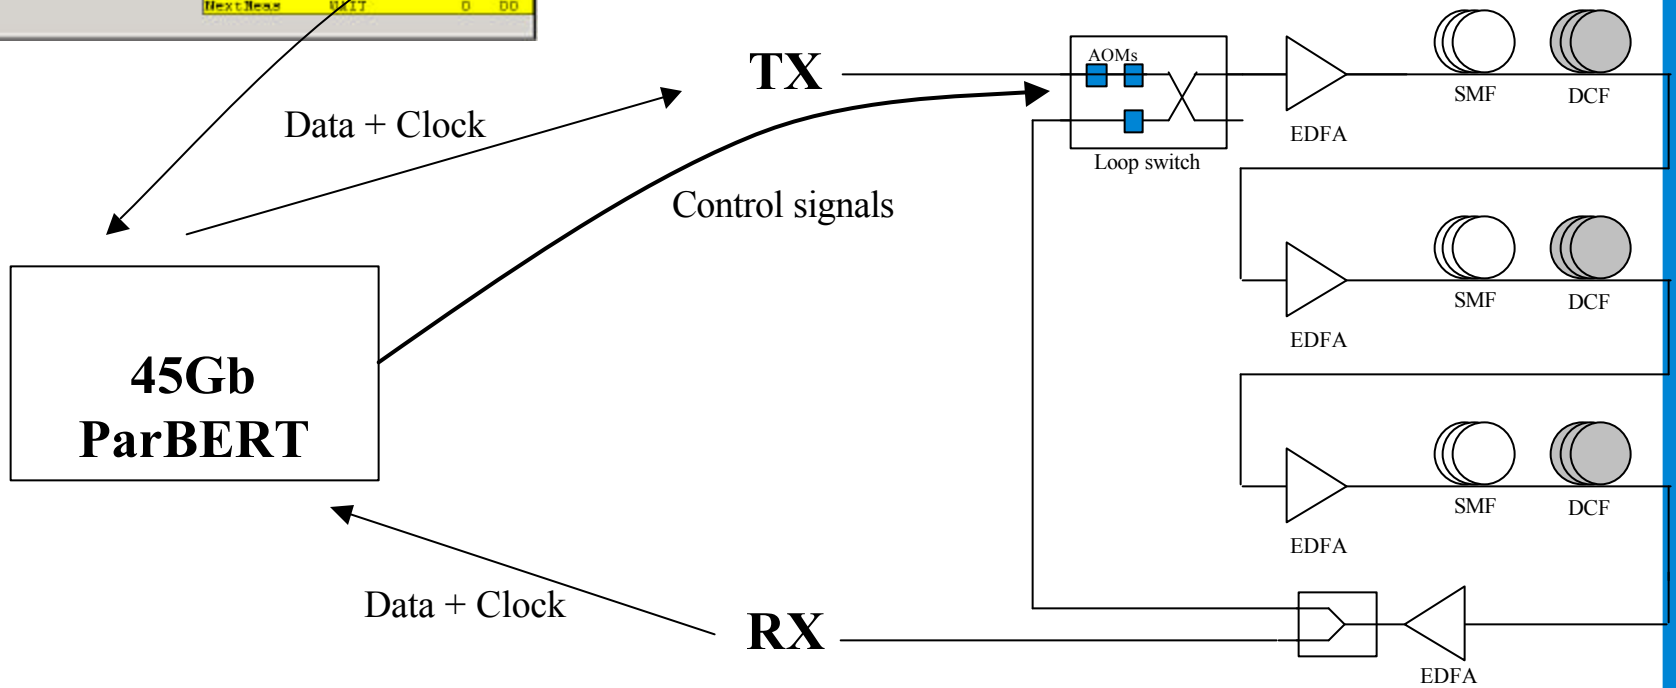 NextMeas WAIT 0 DO
TX
AOMs
Data + Clock
Loop switch
EDFA
SMF
DCF
Control signals
EDFA
SMF
DCF
45Gb
ParBERT
EDFA
SMF
DCF
Data + Clock
RX
EDFA